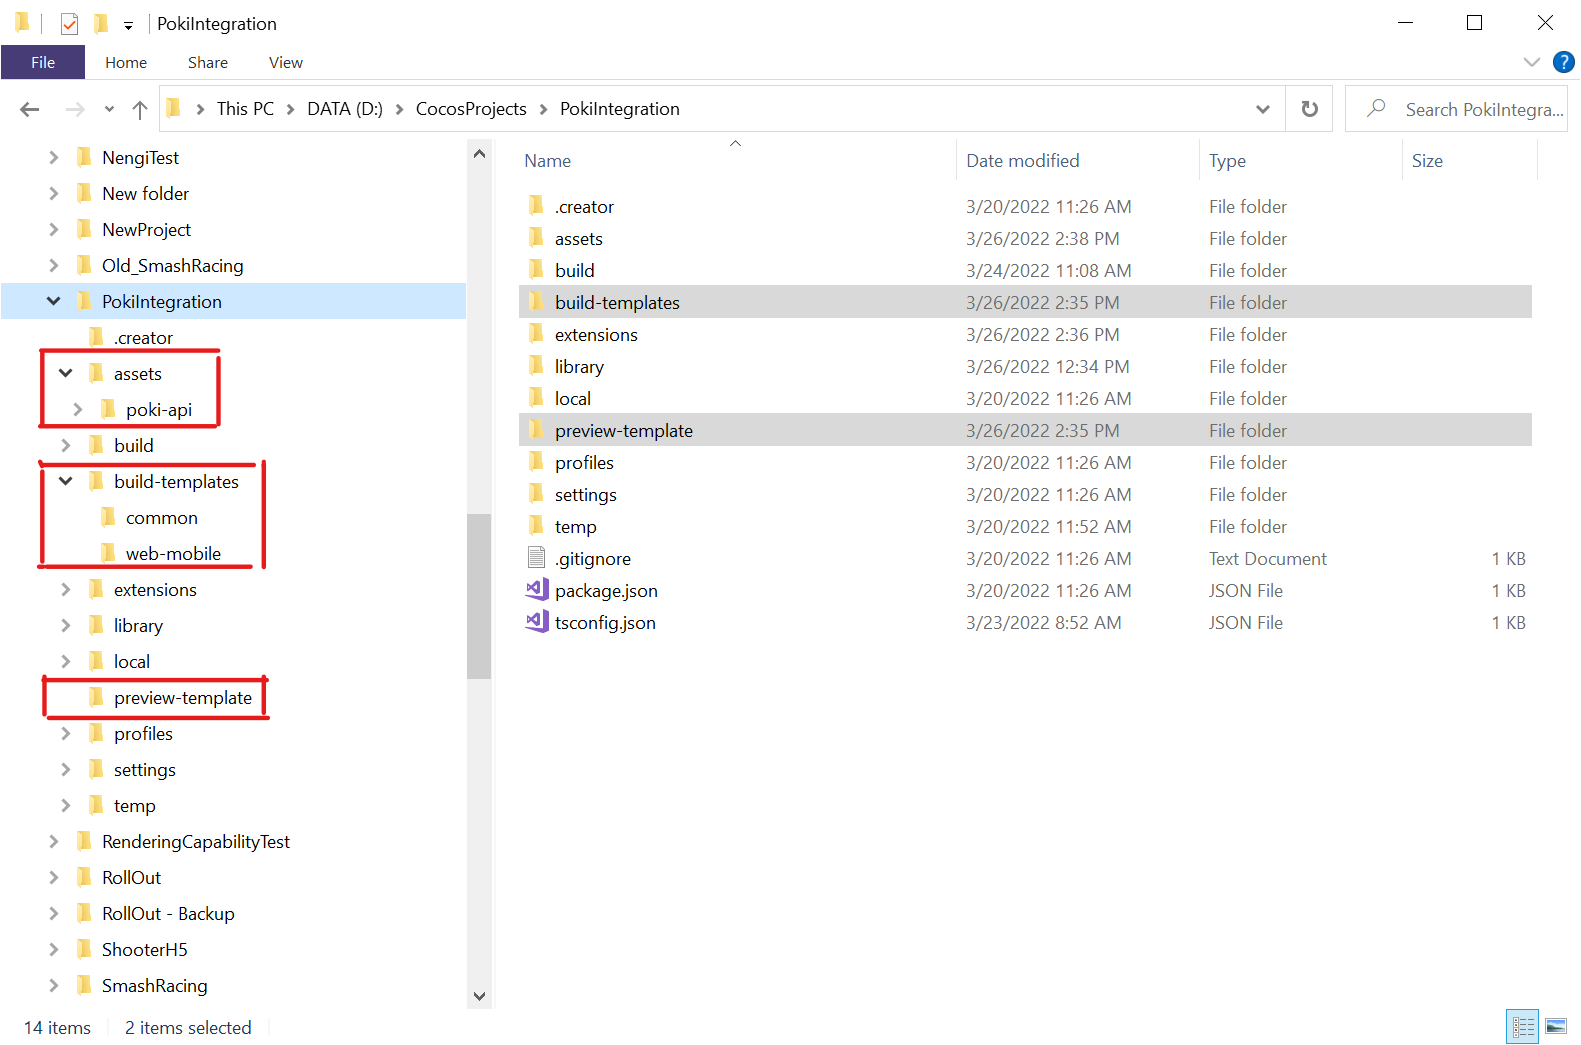 PokiIntegration
File Home Share View
?
This PC > DATA (D:) > CocosProjects > PokiIntegration
Search PokiIntegra...
NengiTest
New folder
NewProject
Old_SmashRacing
PokiIntegration
.creator
assets
poki-api
build
build-templates
common
web-mobile
extensions
library
local
preview-template
profiles
settings
temp
RenderingCapabilityTest
RollOut
RollOut - Backup
ShooterH5
SmashRacing
Name Date modified Type Size
.creator 3/20/2022 11:26 AM File folder
assets 3/26/2022 2:38 PM File folder
build 3/24/2022 11:08 AM File folder
build-templates 3/26/2022 2:35 PM File folder
extensions 3/26/2022 2:36 PM File folder
library 3/26/2022 12:34 PM File folder
local 3/20/2022 11:26 AM File folder
preview-template 3/26/2022 2:35 PM File folder
profiles 3/20/2022 11:26 AM File folder
settings 3/20/2022 11:26 AM File folder
temp 3/20/2022 11:52 AM File folder
.gitignore 3/20/2022 11:26 AM Text Document 1 KB
package.json 3/20/2022 11:26 AM JSON File 1 KB
tsconfig.json 3/23/2022 8:52 AM JSON File 1 KB
14 items 2 items selected